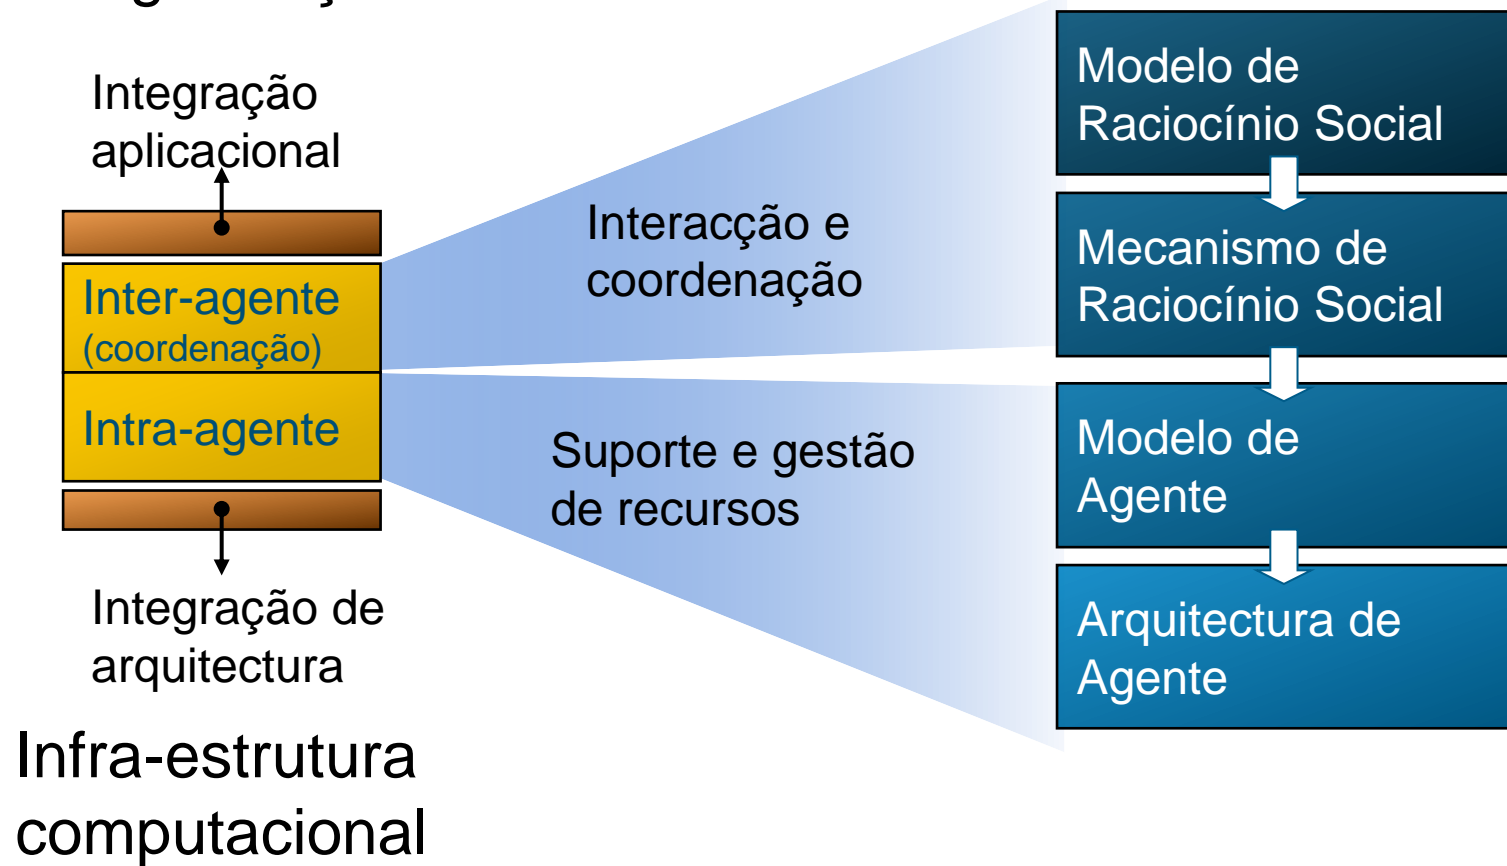 Integração
aplicacional
Inter-agente
(coordenação)
Intra-agente
Integração de
arquitectura
Infra-estrutura
computacional
Interacção e
coordenação
Suporte e gestão
de recursos
Modelo de
Raciocínio Social
Mecanismo de
Raciocínio Social
Modelo de
Agente
Arquitectura de
Agente